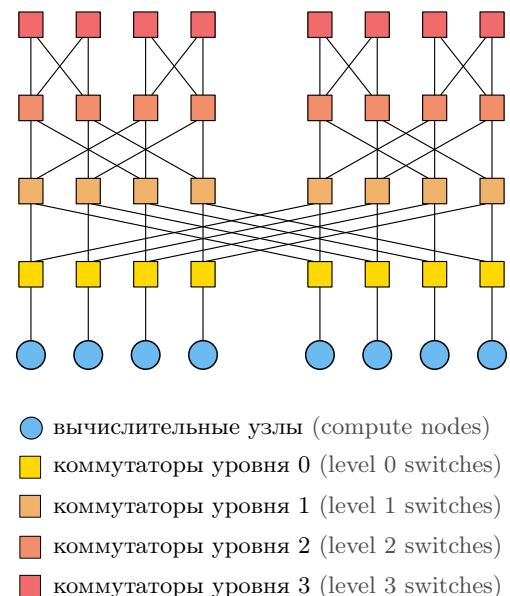 вычислительные узлы (compute nodes)
коммутаторы уровня 0 (level 0 switches)
коммутаторы уровня 1 (level 1 switches)
коммутаторы уровня 2 (level 2 switches)
коммутаторы уровня 3 (level 3 switches)